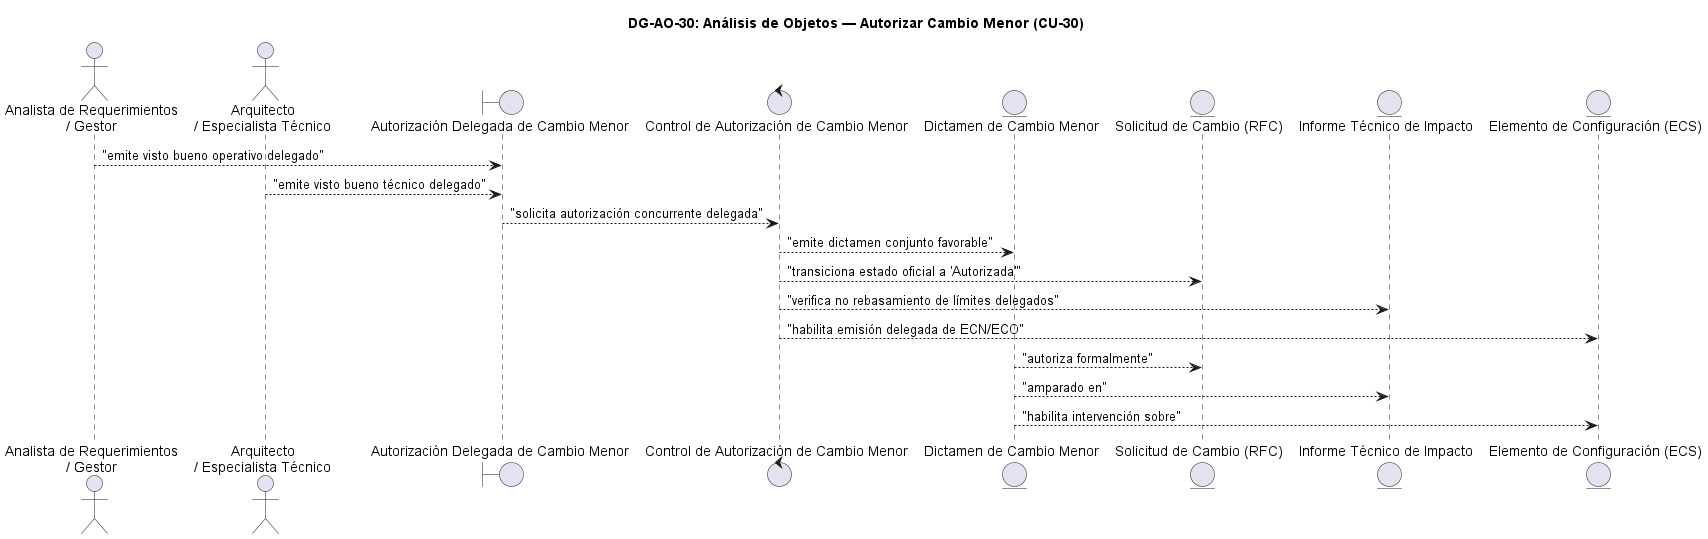 DG-AO-30: Análisis de Objetos — Autorizar Cambio Menor (CU-30)
Analista de Requerimientos
/ Gestor
Arquitecto
/ Especialista Técnico
Autorización Delegada de Cambio Menor
Control de Autorización de Cambio Menor
Dictamen de Cambio Menor
Solicitud de Cambio (RFC)
Informe Técnico de Impacto
Elemento de Configuración (ECS)
"emite visto bueno operativo delegado"
"emite visto bueno técnico delegado"
"solicita autorización concurrente delegada"
"emite dictamen conjunto favorable"
"transiciona estado oficial a 'Autorizada'"
"verifica no rebasamiento de límites delegados"
"habilita emisión delegada de ECN/ECO"
"autoriza formalmente"
"amparado en"
"habilita intervención sobre"
Analista de Requerimientos
/ Gestor
Arquitecto
/ Especialista Técnico
Autorización Delegada de Cambio Menor
Control de Autorización de Cambio Menor
Dictamen de Cambio Menor
Solicitud de Cambio (RFC)
Informe Técnico de Impacto
Elemento de Configuración (ECS)